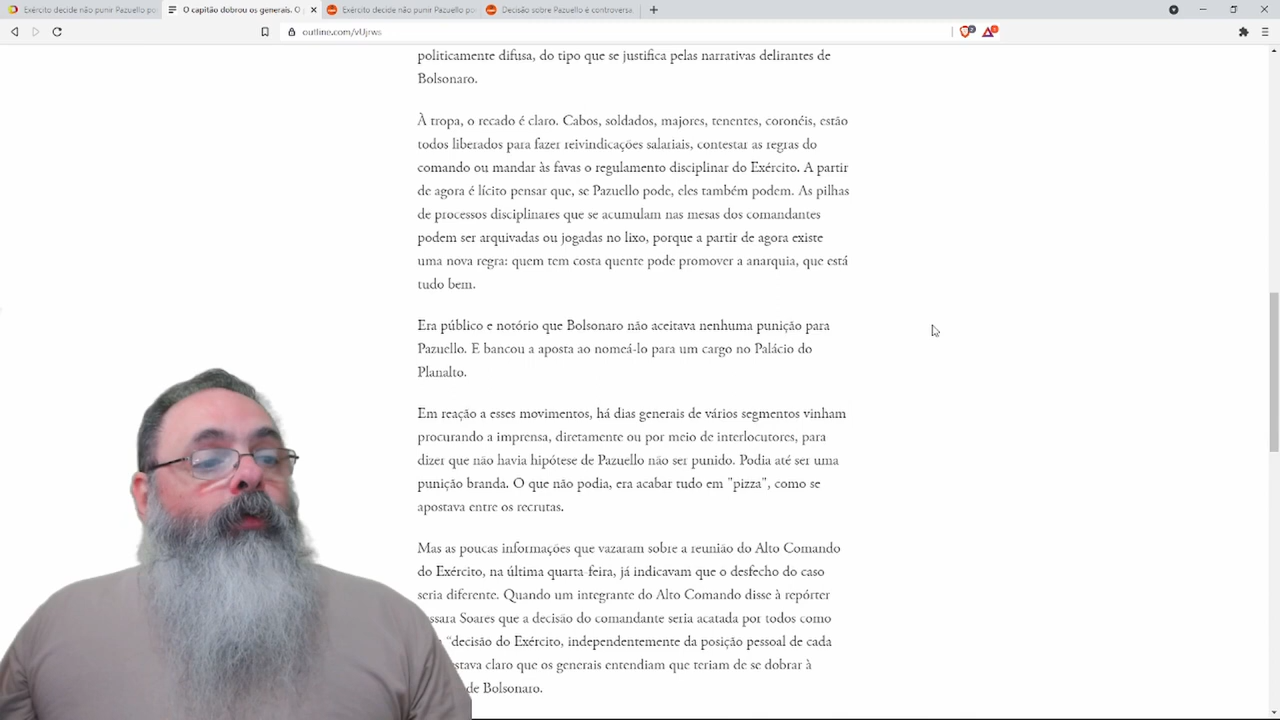 Exército decide não punir Pazuello po
O capitão dobrou os generais. O
Exército decide não punir Pazuello po
Decisão sobre Pazuello é controversa
outline.com/vUjrws
politicamente difusa, do tipo que se justifica pelas narrativas delirantes de
Bolsonaro.
À tropa, o recado é claro. Cabos, soldados, majores, tenentes, coronéis, estão
todos liberados para fazer reivindicações salariais, contestar as regras do
comando ou mandar às favas o regulamento disciplinar do Exército. A partir
de agora é lícito pensar que, se Pazuello pode, eles também podem. As pilhas
de processos disciplinares que se acumulam nas mesas dos comandantes
podem ser arquivadas ou jogadas no lixo, porque a partir de agora existe
uma nova regra: quem tem costa quente pode promover a anarquia, que está
tudo bem.
Era público e notório que Bolsonaro não aceitava nenhuma punição para
Pazuello. E bancou a aposta ao nomeá-lo para um cargo no Palácio do
Planalto.
Em reação a esses movimentos, há dias generais de vários segmentos vinham
procurando a imprensa, diretamente ou por meio de interlocutores, para
dizer que não havia hipótese de Pazuello não ser punido. Podia até ser uma
punição branda. O que não podia, era acabar tudo em "pizza", como se
apostava entre os recrutas.
Mas as poucas informações que vazaram sobre a reunião do Alto Comando
do Exército, na última quarta-feira, já indicavam que o desfecho do caso
seria diferente. Quando um integrante do Alto Comando disse à repórter
Soares que a decisão do comandante seria acatada por todos como
“decisão do Exército, independentemente da posição pessoal de cada
claro que os generais entendiam que teriam de se dobrar à
de Bolsonaro.